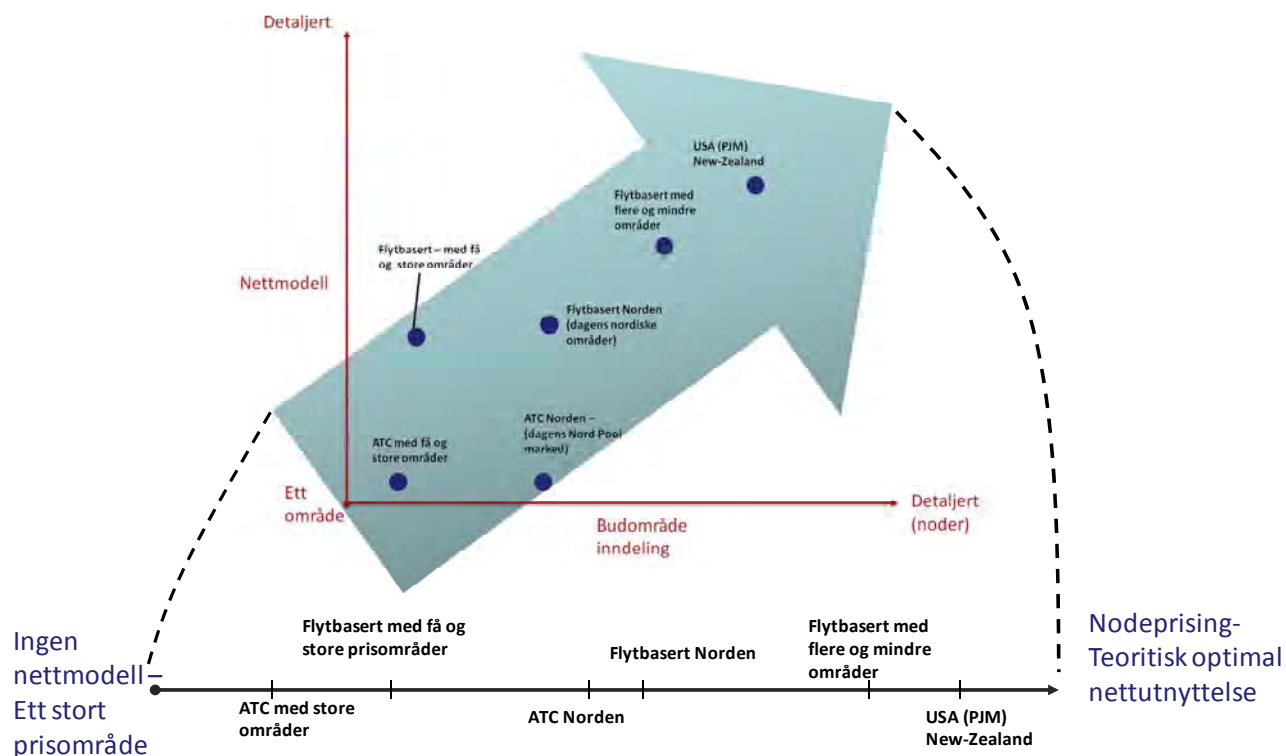 Detaljert
USA (PJM)
New-Zealand
Flytbasert med
flere og mindre
områder
Flytbasert – med få
og store områder
Nettmodell
Flytbasert Norden
(dagens nordiske
områder)
ATC Norden –
(dagens Nord Pool
marked)
ATC med få og
store områder
Ett
område
Budområde
inndeling
Detaljert
(noder)
Ingen
nettmodell –
Ett stort
prisområde
Flytbasert med få og
store prisområder
Flytbasert Norden
Flytbasert med
flere og mindre
områder
ATC med store
områder
ATC Norden
USA (PJM)
New-Zealand
Nodeprising-
Teoritisk optimal
nettutnyttelse